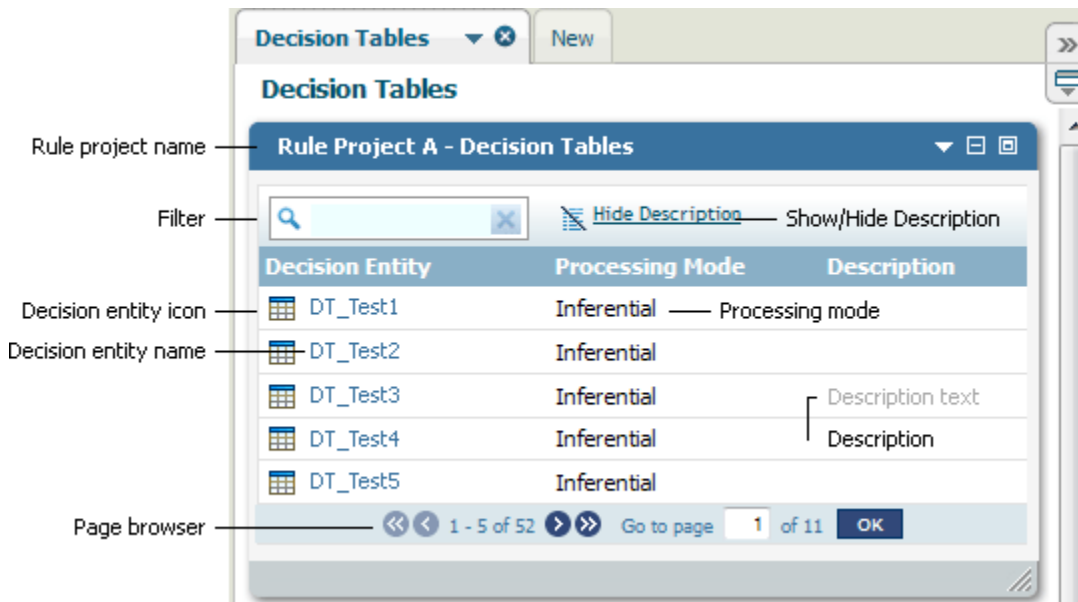 Decision Tables New
Decision Tables
Rule project name Rule Project A - Decision Tables
Filter Hide Description Show/Hide Description
Decision Entity Processing Mode Description
Decision entity icon DT_Test1 Inferential Processing mode
Decision entity name DT_Test2 Inferential
DT_Test3 Inferential Description text
DT_Test4 Inferential Description
DT_Test5 Inferential
Page browser 1 - 5 of 52 Go to page 1 of 11 OK